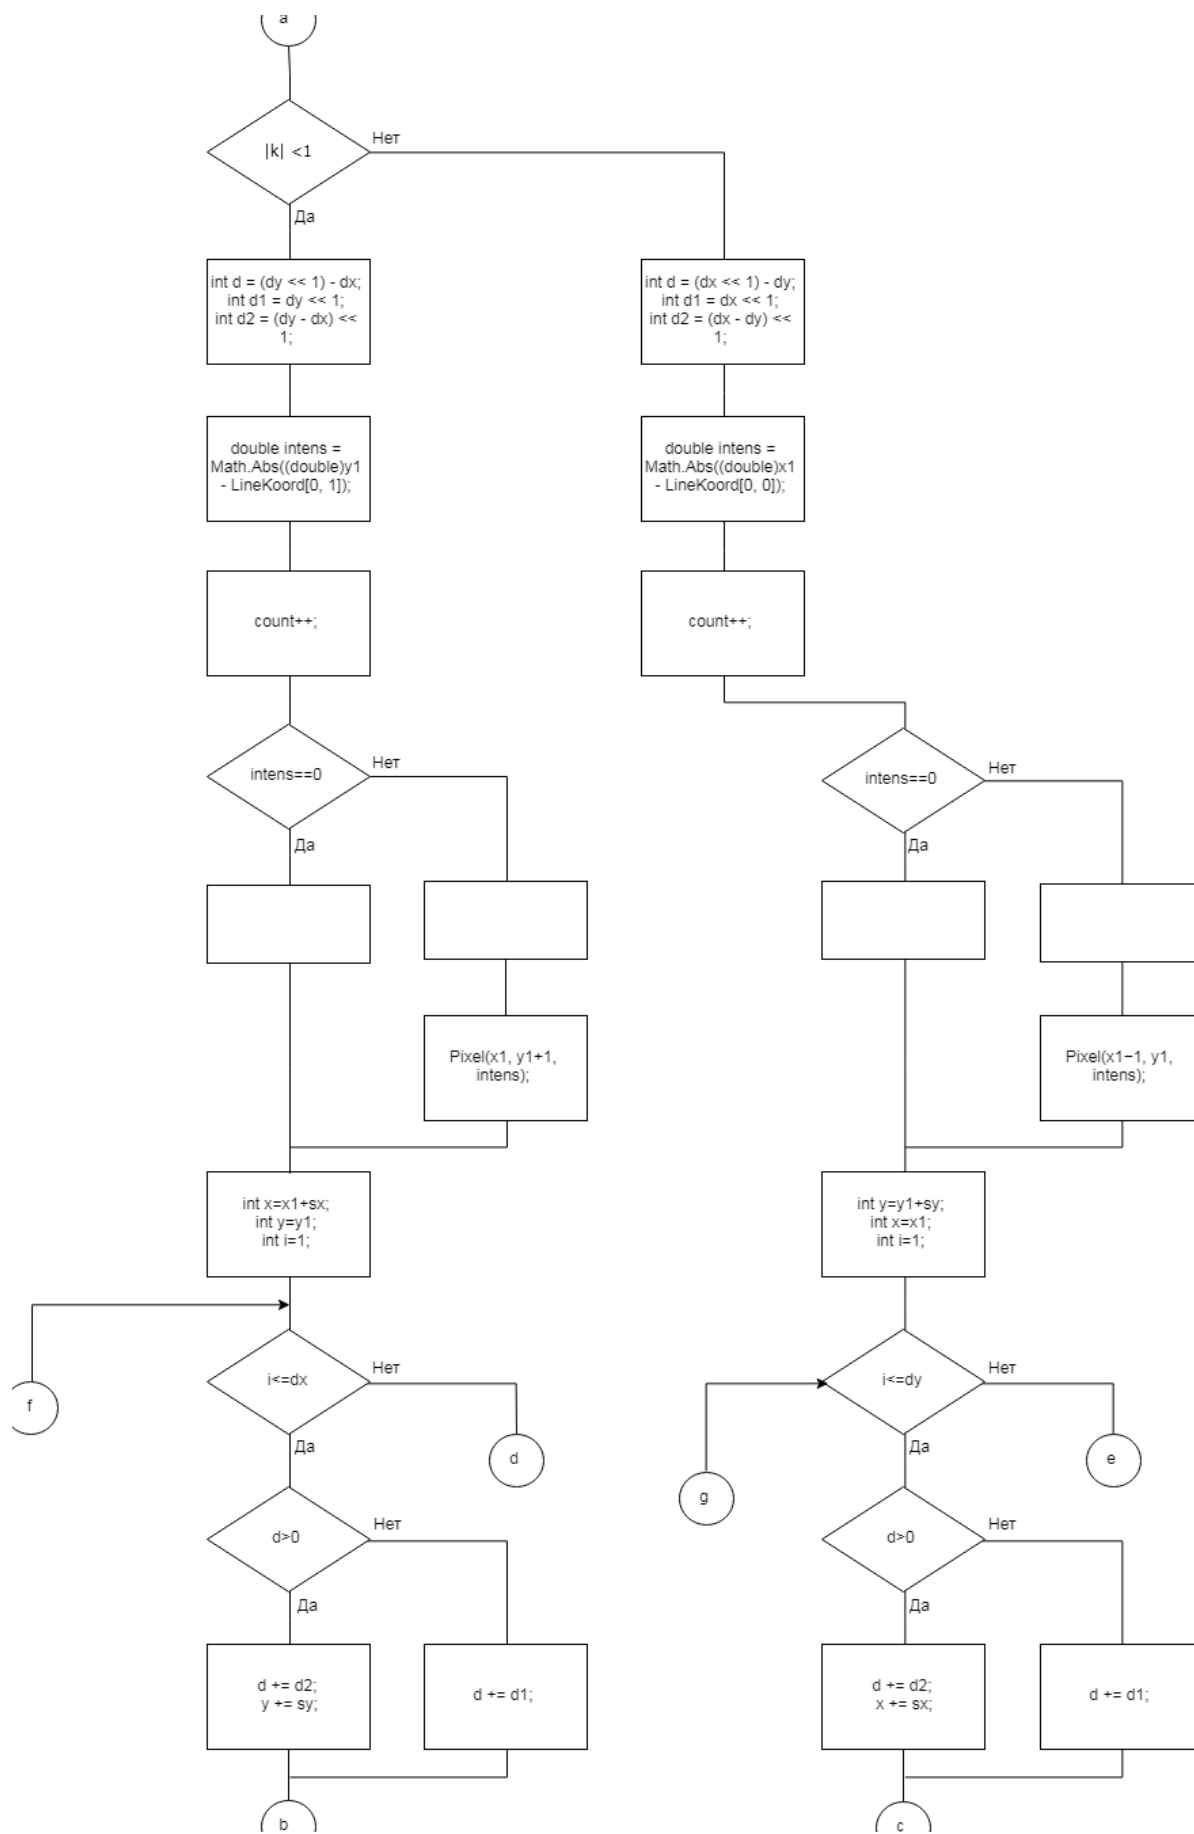 a
|k| <1
Нет
Да
int d = (dy << 1) - dx;
int d1 = dy << 1;
int d2 = (dy - dx) <<
1;
int d = (dx << 1) - dy;
int d1 = dx << 1;
int d2 = (dx - dy) <<
1;
double intens =
Math.Abs((double)y1
- LineKoord[0, 1]);
double intens =
Math.Abs((double)x1
- LineKoord[0, 0]);
count++;
count++;
intens==0
Нет
Да
intens==0
Нет
Да
Pixel(x1, y1+1,
intens);
Pixel(x1−1, y1,
intens);
int x=x1+sx;
int y=y1;
int i=1;
int y=y1+sy;
int x=x1;
int i=1;
f
i<=dx
Нет
Да
d
g
i<=dy
Нет
Да
e
d>0
Нет
Да
d>0
Нет
Да
d += d2;
y += sy;
d += d1;
d += d2;
x += sx;
d += d1;
b
c